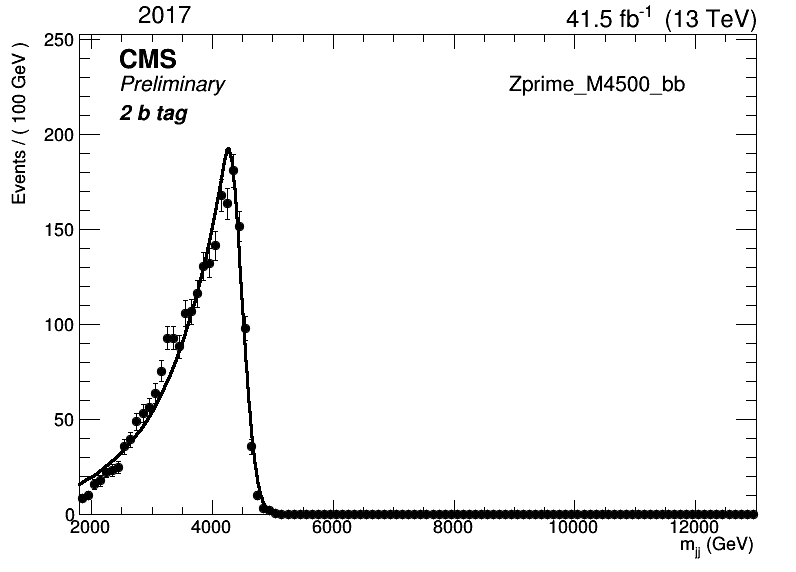 2017 41.5 fb⁻¹ (13 TeV)
CMS
Preliminary
2 b tag
Zprime_M4500_bb
Events / ( 100 GeV )
250
200
150
100
50
0
2000 4000 6000 8000 10000 12000
m_jj (GeV)